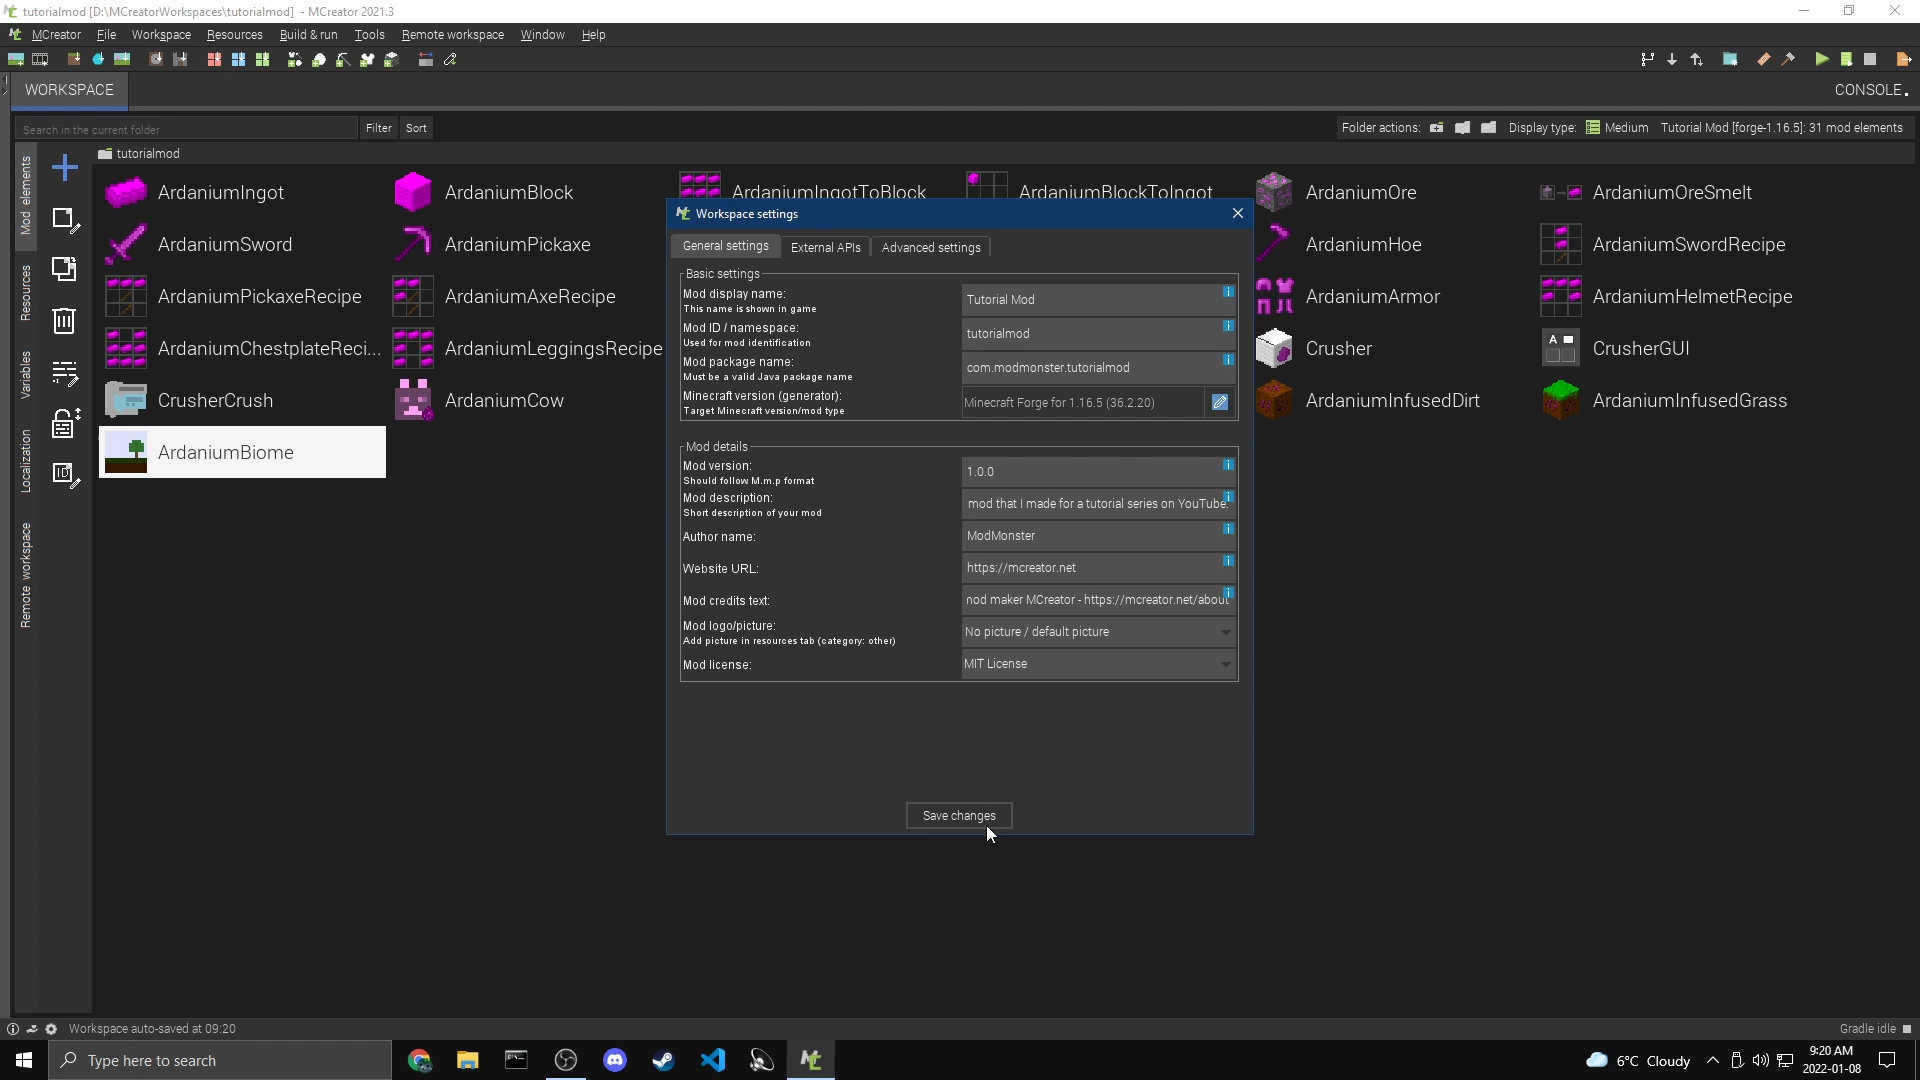 tutorialmod [D:\MCreatorWorkspaces\tutorialmod] - MCreator 2021.3
MCreator File Workspace Resources Build & run Tools Remote workspace Window Help
WORKSPACE
CONSOLE
Search in the current folder
Filter Sort
Folder actions: Display type: Medium Tutorial Mod [forge-1.16.5]: 31 mod elements
tutorialmod
Mod elements
Resources
Variables
Localization
Remote workspace
ArdaniumIngot ArdaniumBlock ArdaniumIngotToBlock ArdaniumBlockToIngot ArdaniumOre ArdaniumOreSmelt
ArdaniumSword ArdaniumPickaxe ArdaniumHoe ArdaniumSwordRecipe
ArdaniumPickaxeRecipe ArdaniumAxeRecipe ArdaniumArmor ArdaniumHelmetRecipe
ArdaniumChestplateReci... ArdaniumLeggingsRecipe Crusher CrusherGUI
CrusherCrush ArdaniumCow ArdaniumInfusedDirt ArdaniumInfusedGrass
ArdaniumBiome
Workspace settings
General settings External APIs Advanced settings
Basic settings
Mod display name:
This name is shown in game
Tutorial Mod
Mod ID / namespace:
Used for mod identification
tutorialmod
Mod package name:
Must be a valid Java package name
com.modmonster.tutorialmod
Minecraft version (generator):
Target Minecraft version/mod type
Minecraft Forge for 1.16.5 (36.2.20)
Mod details
Mod version:
Should follow M.m.p format
1.0.0
Mod description:
Short description of your mod
mod that I made for a tutorial series on YouTube.
Author name:
ModMonster
Website URL:
https://mcreator.net
Mod credits text:
nod maker MCreator - https://mcreator.net/about
Mod logo/picture:
Add picture in resources tab (category: other)
No picture / default picture
Mod license:
MIT License
Save changes
Workspace auto-saved at 09:20
Gradle idle
Type here to search
6°C Cloudy
9:20 AM
2022-01-08